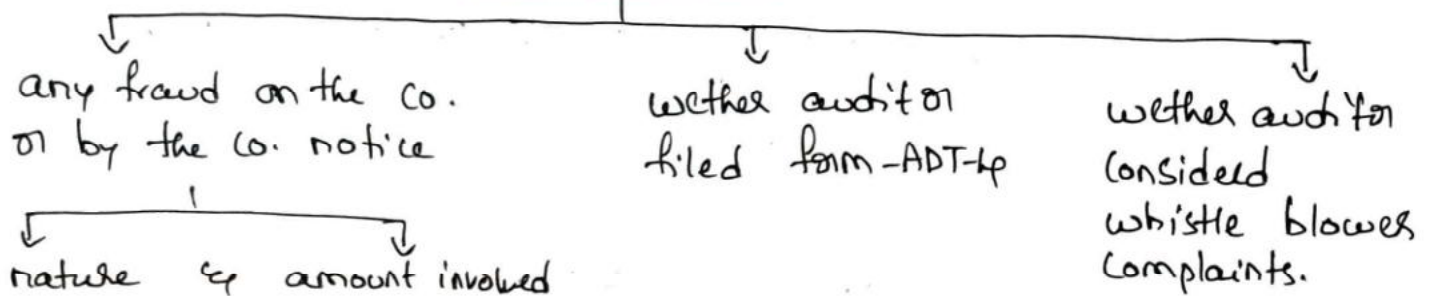 any fraud on the co.
or by the co. notice
nature & amount involved
wether auditor
filed form-ADT-4
wether auditor
considerd
whistle blower
complaints.